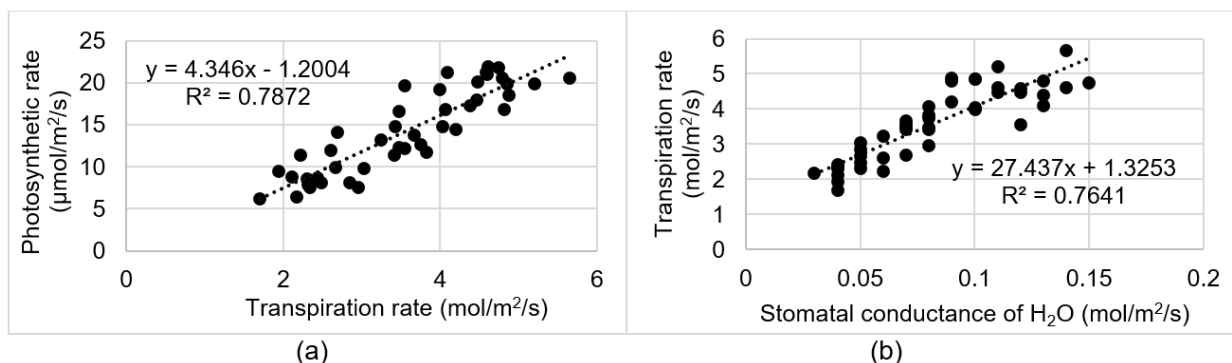 Photosynthetic rate
(μmol/m²/s)
25
20
15
10
5
0
y = 4.346x - 1.2004
R² = 0.7872
0
2
4
6
Transpiration rate (mol/m²/s)
(a)
Transpiration rate
(mol/m²/s)
6
5
4
3
2
1
0
y = 27.437x + 1.3253
R² = 0.7641
0
0.05
0.1
0.15
0.2
Stomatal conductance of H₂O (mol/m²/s)
(b)